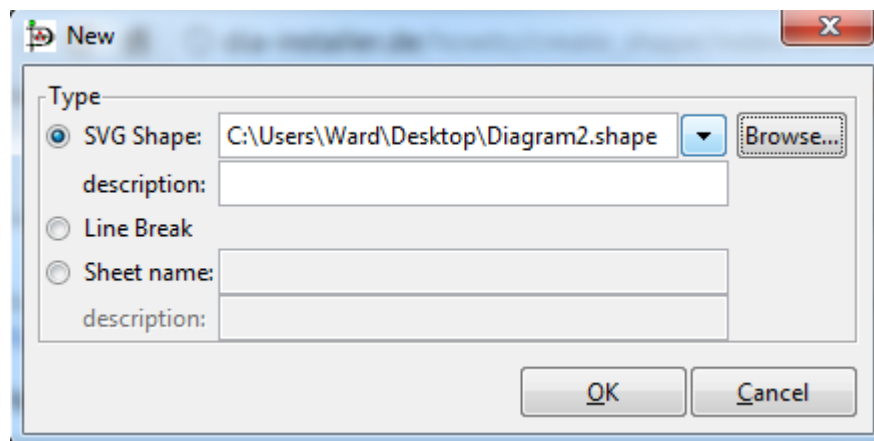 New
Type
SVG Shape: C:\Users\Ward\Desktop\Diagram2.shape Browse...
description:
Line Break
Sheet name:
description:
OK Cancel